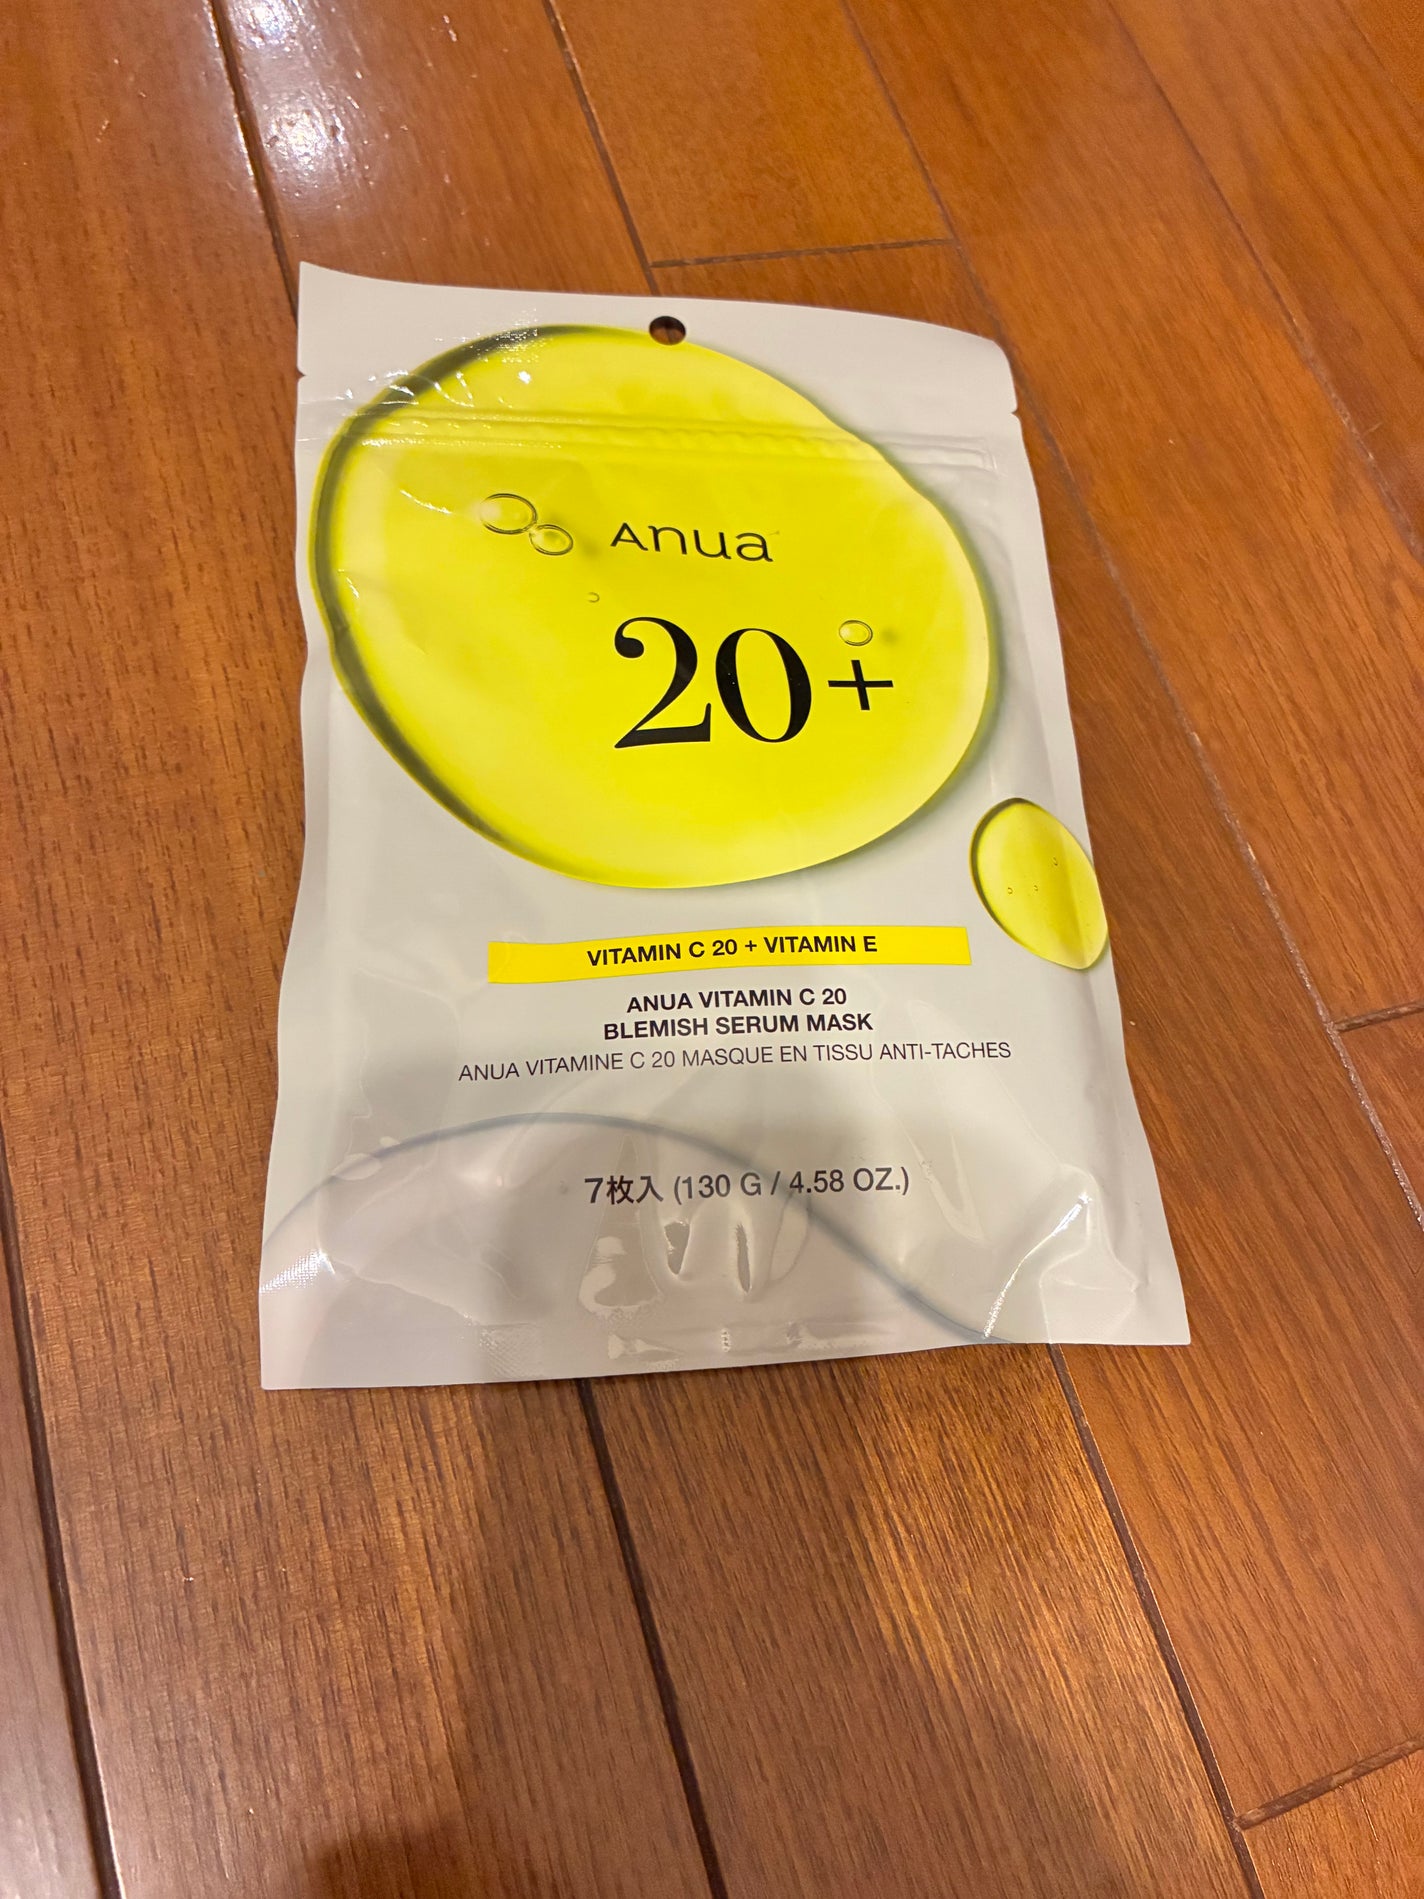 Anua
20+
VITAMIN C 20 + VITAMIN E
ANUA VITAMIN C 20
BLEMISH SERUM MASK
ANUA VITAMINE C 20 MASQUE EN TISSU ANTI-TACHES
7枚入 (130 G / 4.58 OZ.)